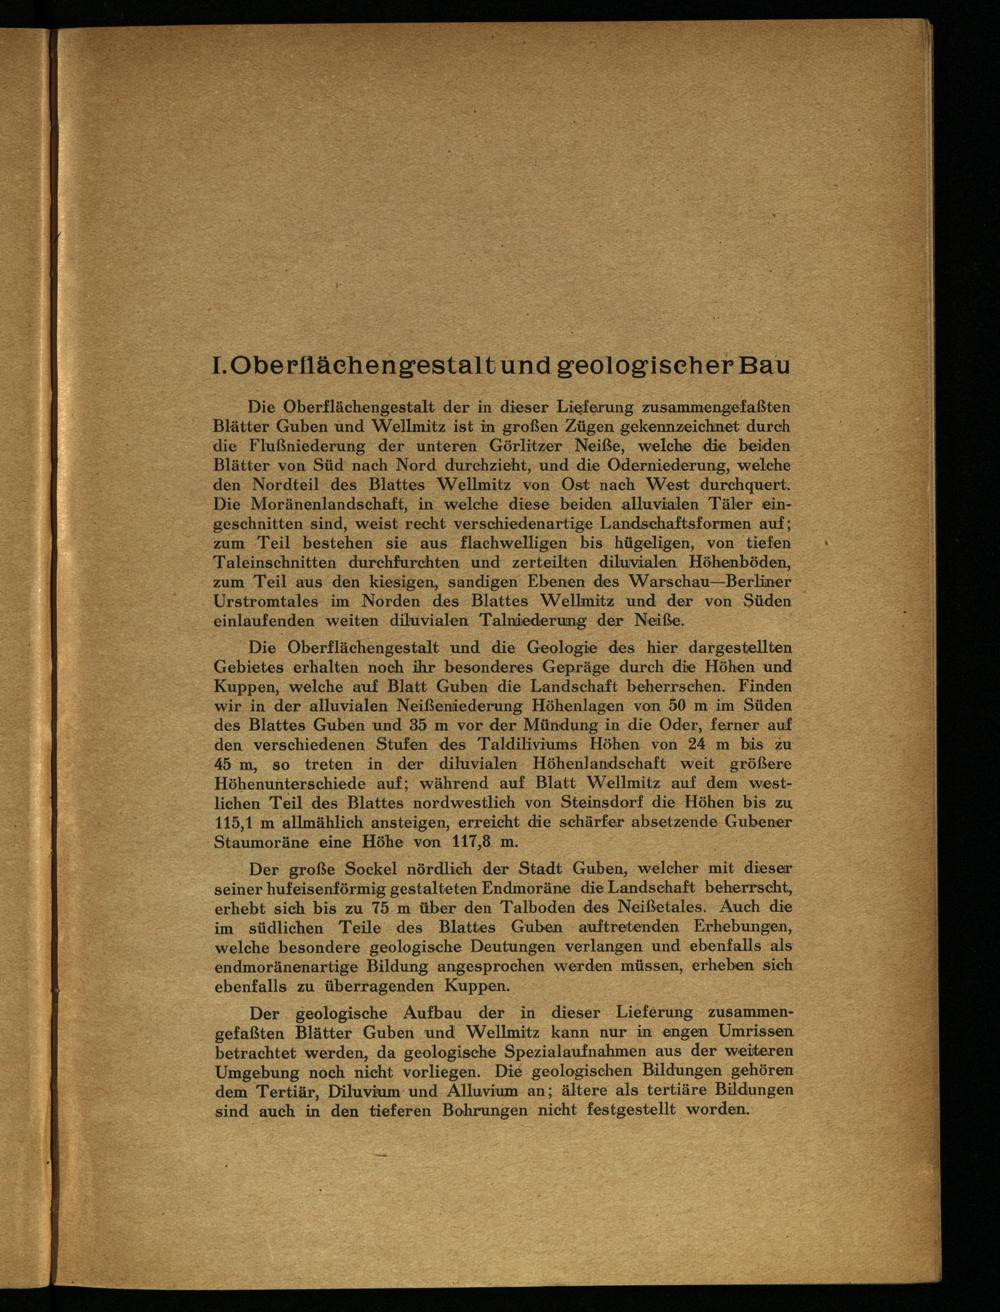 I. Oberflächengestalt und geologischer Bau
Die Oberflächengestalt der in dieser Lieferung zusammengefaßten
Blätter Guben und Wellmitz ist in großen Zügen gekennzeichnet durch
die Flußniederung der unteren Görlitzer Neiße, welche die beiden
Blätter von Süd nach Nord durchzieht, und die Oderniederung, welche
den Nordteil des Blattes Wellmitz von Ost nach West durchquert.
Die Moränenlandschaft, in welche diese beiden alluvialen Täler ein-
geschnitten sind, weist recht verschiedenartige Landschaftsformen auf;
zum Teil bestehen sie aus flachwelligen bis hügeligen, von tiefen
Taleinschnitten durchfurchten und zerteilten diluvialen Höhenböden,
zum Teil aus den kiesigen, sandigen Ebenen des Warschau—Berliner
Urstromtales im Norden des Blattes Wellmitz und der von Süden
einlaufenden weiten diluvialen Talniederung der Neiße.
Die Oberflächengestalt und die Geologie des hier dargestellten
Gebietes erhalten noch ihr besonderes Gepräge durch die Höhen und
Kuppen, welche auf Blatt Guben die Landschaft beherrschen. Finden
wir in der alluvialen Neißeniederung Höhenlagen von 50 m im Süden
des Blattes Guben und 35 m vor der Mündung in die Oder, ferner auf
den verschiedenen Stufen des Taldiliviums Höhen von 24 m bis zu
45 m, so treten in der diluvialen Höhenlandschaft weit größere
Höhenunterschiede auf; während auf Blatt Wellmitz auf dem west-
lichen Teil des Blattes nordwestlich von Steinsdorf die Höhen bis zu
115,1 m allmählich ansteigen, erreicht die schärfer absetzende Gubener
Staumoräne eine Höhe von 117,8 m.
Der große Sockel nördlich der Stadt Guben, welcher mit dieser
seiner hufeisenförmig gestalteten Endmoräne die Landschaft beherrscht,
erhebt sich bis zu 75 m über den Talboden des Neißetales. Auch die
im südlichen Teile des Blattes Guben auftretenden Erhebungen,
welche besondere geologische Deutungen verlangen und ebenfalls als
endmoränenartige Bildung angesprochen werden müssen, erheben sich
ebenfalls zu überragenden Kuppen.
Der geologische Aufbau der in dieser Lieferung zusammen-
gefaßten Blätter Guben und Wellmitz kann nur in engen Umrissen
betrachtet werden, da geologische Spezialaufnahmen aus der weiteren
Umgebung noch nicht vorliegen. Die geologischen Bildungen gehören
dem Tertiär, Diluvium und Alluvium an; ältere als tertiäre Bildungen
sind auch in den tieferen Bohrungen nicht festgestellt worden.